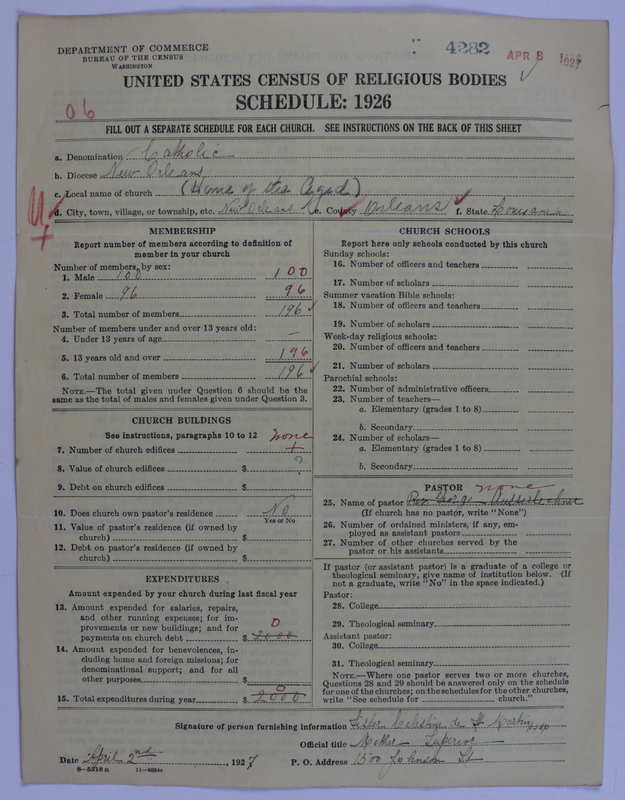 DEPARTMENT OF COMMERCE
BUREAU OF THE CENSUS
WASHINGTON
4282
APR 8 1927
UNITED STATES CENSUS OF RELIGIOUS BODIES
SCHEDULE: 1926
06
FILL OUT A SEPARATE SCHEDULE FOR EACH CHURCH. SEE INSTRUCTIONS ON THE BACK OF THIS SHEET
a. Denomination Catholic
b. Diocese New Orleans
c. Local name of church (Home of the Aged)
d. City, town, village, or township, etc. New Orleans e. County Orleans f. State Louisiana
MEMBERSHIP
Report number of members according to definition of
member in your church
Number of members, by sex:
1. Male 100 100
2. Female 96 96
3. Total number of members 196
Number of members under and over 13 years old:
4. Under 13 years of age —
5. 13 years old and over 196
6. Total number of members 196
NOTE.—The total given under Question 6 should be the
same as the total of males and females given under Question 3.
CHURCH BUILDINGS
See instructions, paragraphs 10 to 12 none
7. Number of church edifices
8. Value of church edifices $ ?
9. Debt on church edifices $
10. Does church own pastor's residence No
Yes or No
11. Value of pastor's residence (if owned by
church) $
12. Debt on pastor's residence (if owned by
church) $
EXPENDITURES
Amount expended by your church during last fiscal year
13. Amount expended for salaries, repairs,
and other running expenses; for im-
provements or new buildings; and for 0
payments on church debt $ 2000
14. Amount expended for benevolences, in-
cluding home and foreign missions; for
denominational support; and for all
other purposes $
0
15. Total expenditures during year $ 2000
CHURCH SCHOOLS
Report here only schools conducted by this church
Sunday schools:
16. Number of officers and teachers
17. Number of scholars
Summer vacation Bible schools:
18. Number of officers and teachers
19. Number of scholars
Week-day religious schools:
20. Number of officers and teachers
21. Number of scholars
Parochial schools:
22. Number of administrative officers
23. Number of teachers—
a. Elementary (grades 1 to 8)
b. Secondary
24. Number of scholars—
a. Elementary (grades 1 to 8)
b. Secondary
PASTOR none
25. Name of pastor Rev. George
(If church has no pastor, write "None")
26. Number of ordained ministers, if any, em-
ployed as assistant pastors
27. Number of other churches served by the
pastor or his assistants
If pastor (or assistant pastor) is a graduate of a college or
theological seminary, give name of institution below. (If
not a graduate, write "No" in the space indicated.)
Pastor:
28. College
29. Theological seminary
Assistant pastor:
30. College
31. Theological seminary
NOTE.—Where one pastor serves two or more churches,
Questions 28 and 29 should be answered only on the schedule
for one of the churches; on the schedules for the other churches,
write "See schedule for church."
Signature of person furnishing information Sister Celestine de St Martin
Official title Mother Superior
Date April 2nd, 1927 P. O. Address 1500 Johnson St
8—5318 a 11—9554